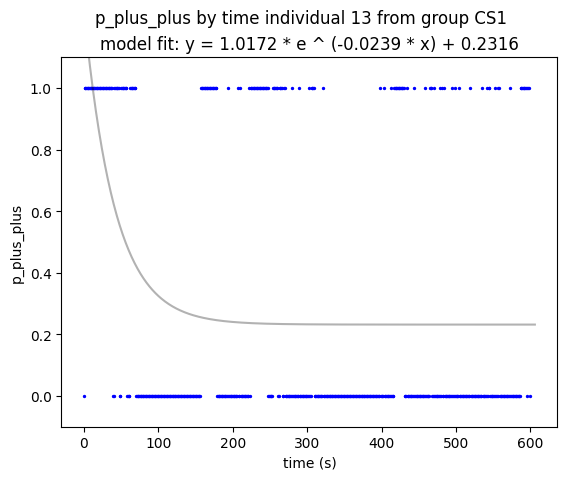 p_plus_plus by time individual 13 from group CS1
model fit: y = 1.0172 * e ^ (-0.0239 * x) + 0.2316
1.0
0.8
0.6
0.4
0.2
0.0
p_plus_plus
0 100 200 300 400 500 600
time (s)